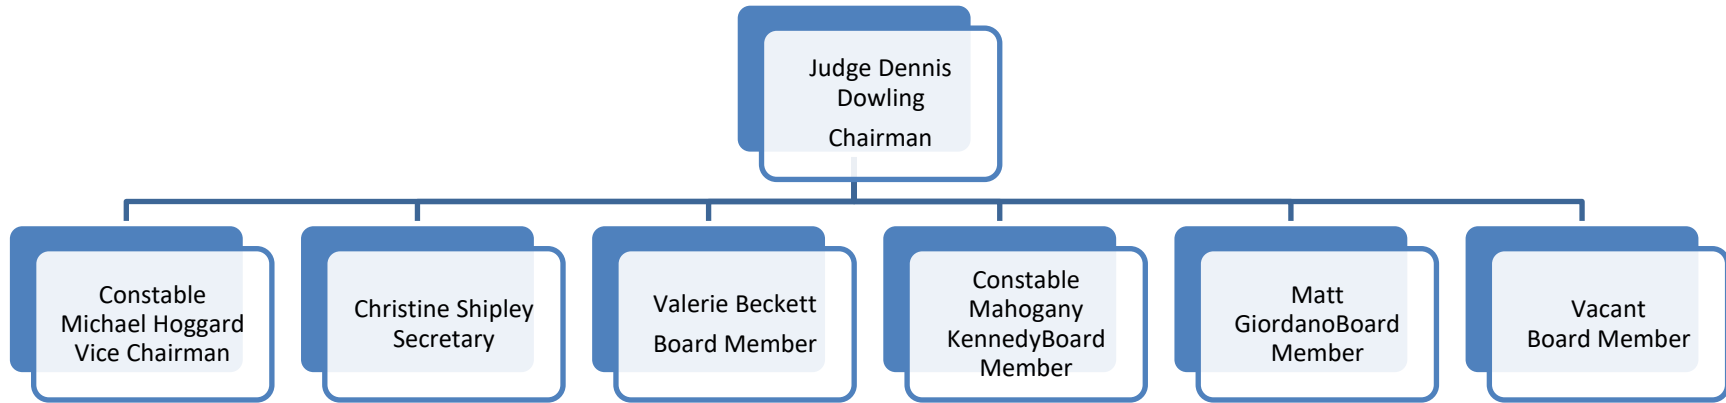 Judge Dennis
Dowling
Chairman
Constable
Michael Hoggard
Vice Chairman
Christine Shipley
Secretary
Valerie Beckett
Board Member
Constable
Mahogany
KennedyBoard
Member
Matt
GiordanoBoard
Member
Vacant
Board Member